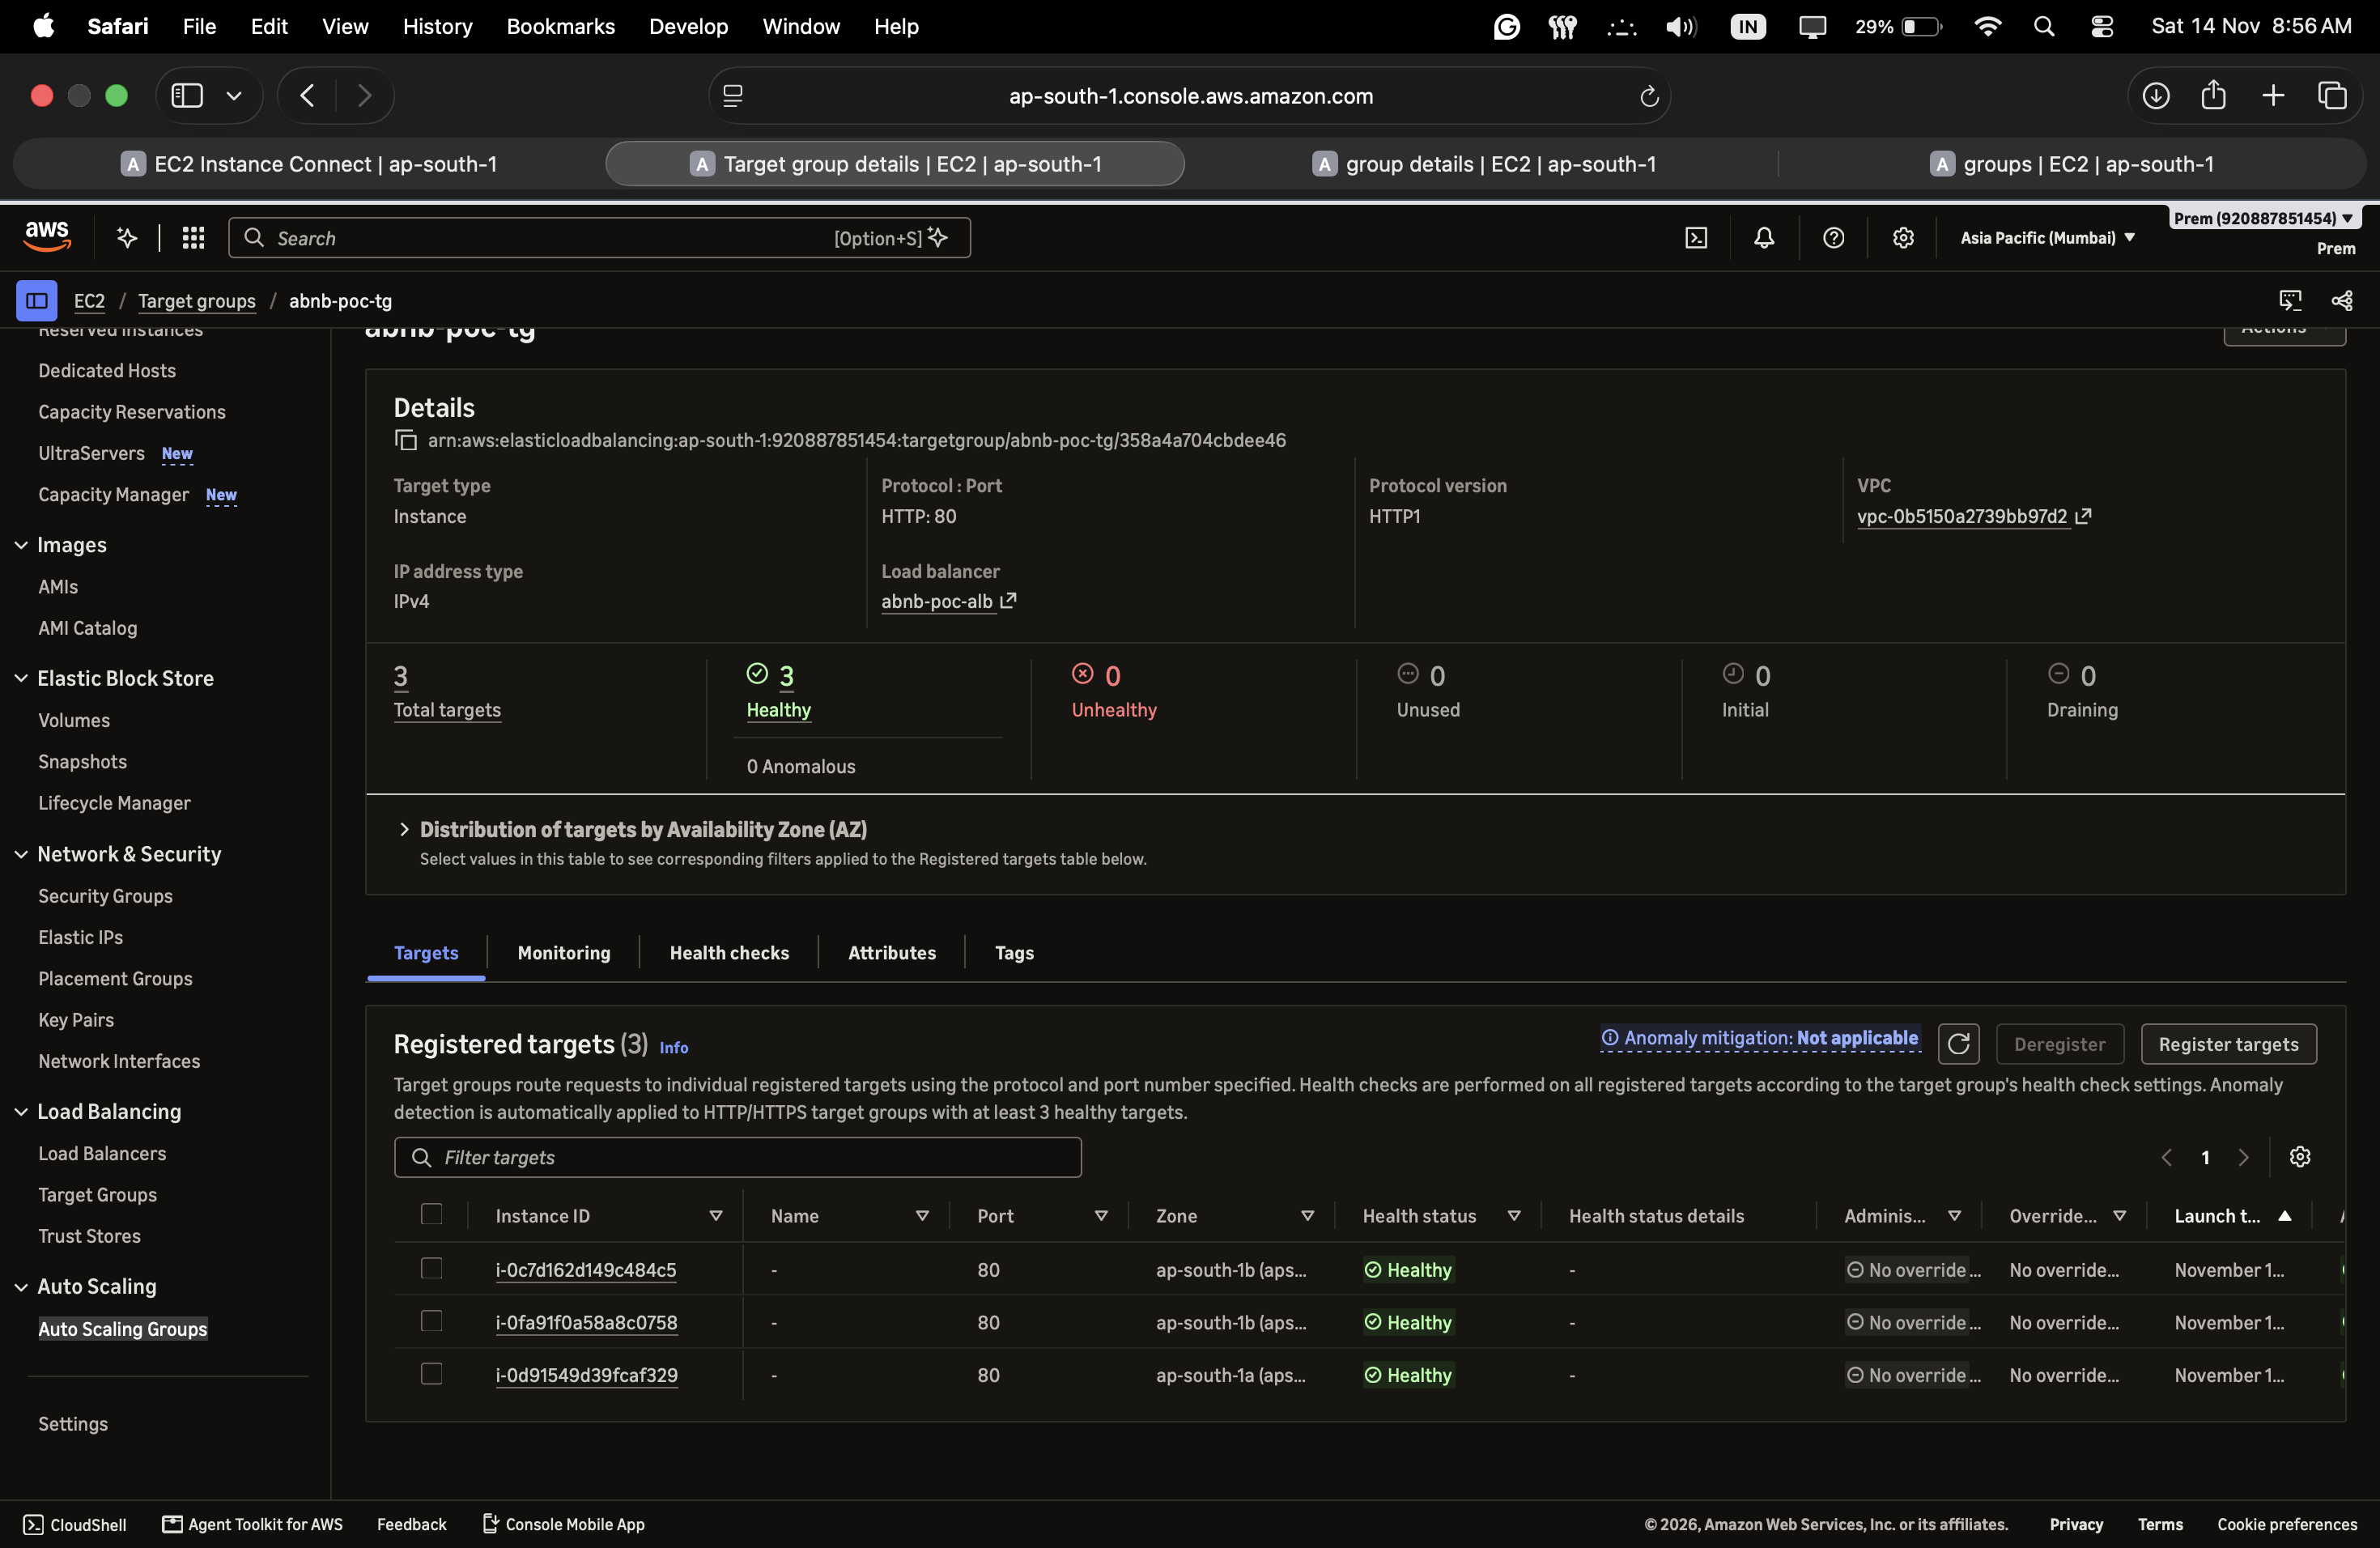 Safari File Edit View History Bookmarks Develop Window Help IN 29% Sat 14 Nov 8:56 AM
ap-south-1.console.aws.amazon.com
A EC2 Instance Connect | ap-south-1 A Target group details | EC2 | ap-south-1 A group details | EC2 | ap-south-1 A groups | EC2 | ap-south-1
aws Search [Option+S] Asia Pacific (Mumbai) Prem (920887851454)
Prem
EC2 / Target groups / abnb-poc-tg
Reserved Instances
Dedicated Hosts
Capacity Reservations
UltraServers New
Capacity Manager New
Images
AMIs
AMI Catalog
Elastic Block Store
Volumes
Snapshots
Lifecycle Manager
Network & Security
Security Groups
Elastic IPs
Placement Groups
Key Pairs
Network Interfaces
Load Balancing
Load Balancers
Target Groups
Trust Stores
Auto Scaling
Auto Scaling Groups
Settings
abnb-poc-tg
Actions
Details
arn:aws:elasticloadbalancing:ap-south-1:920887851454:targetgroup/abnb-poc-tg/358a4a704cbdee46
Target type
Instance
Protocol : Port
HTTP: 80
Protocol version
HTTP1
VPC
vpc-0b5150a2739bb97d2
IP address type
IPv4
Load balancer
abnb-poc-alb
3
Total targets
3
Healthy
0 Anomalous
0
Unhealthy
0
Unused
0
Initial
0
Draining
Distribution of targets by Availability Zone (AZ)
Select values in this table to see corresponding filters applied to the Registered targets table below.
Targets Monitoring Health checks Attributes Tags
Registered targets (3) Info Anomaly mitigation: Not applicable Deregister Register targets
Target groups route requests to individual registered targets using the protocol and port number specified. Health checks are performed on all registered targets according to the target group's health check settings. Anomaly
detection is automatically applied to HTTP/HTTPS target groups with at least 3 healthy targets.
Filter targets 1
Instance ID Name Port Zone Health status Health status details Adminis... Override... Launch t...
i-0c7d162d149c484c5 - 80 ap-south-1b (aps... Healthy - No override... No override... November 1...
i-0fa91f0a58a8c0758 - 80 ap-south-1b (aps... Healthy - No override... No override... November 1...
i-0d91549d39fcaf329 - 80 ap-south-1a (aps... Healthy - No override... No override... November 1...
CloudShell Agent Toolkit for AWS Feedback Console Mobile App © 2026, Amazon Web Services, Inc. or its affiliates. Privacy Terms Cookie preferences